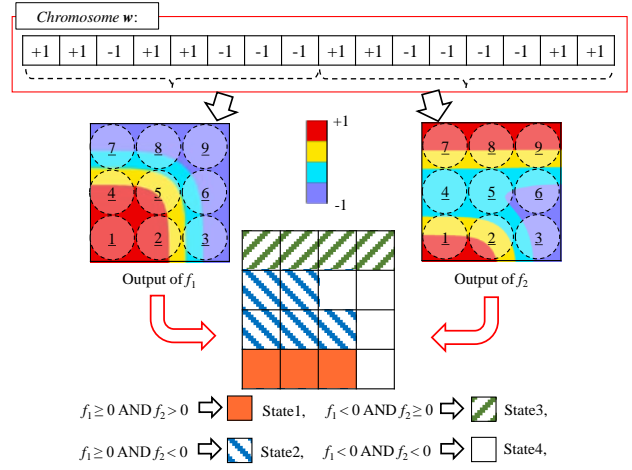 Chromosome w:
+1 +1 -1 +1 +1 -1 -1 -1 +1 +1 -1 -1 -1 -1 +1 +1
7 8 9
4 5 6
1 2 3
Output of f1
+1
-1
7 8 9
4 5 6
1 2 3
Output of f2
f1 ≥ 0 AND f2 > 0 State1,
f1 < 0 AND f2 ≥ 0 State3,
f1 ≥ 0 AND f2 < 0 State2,
f1 < 0 AND f2 < 0 State4,